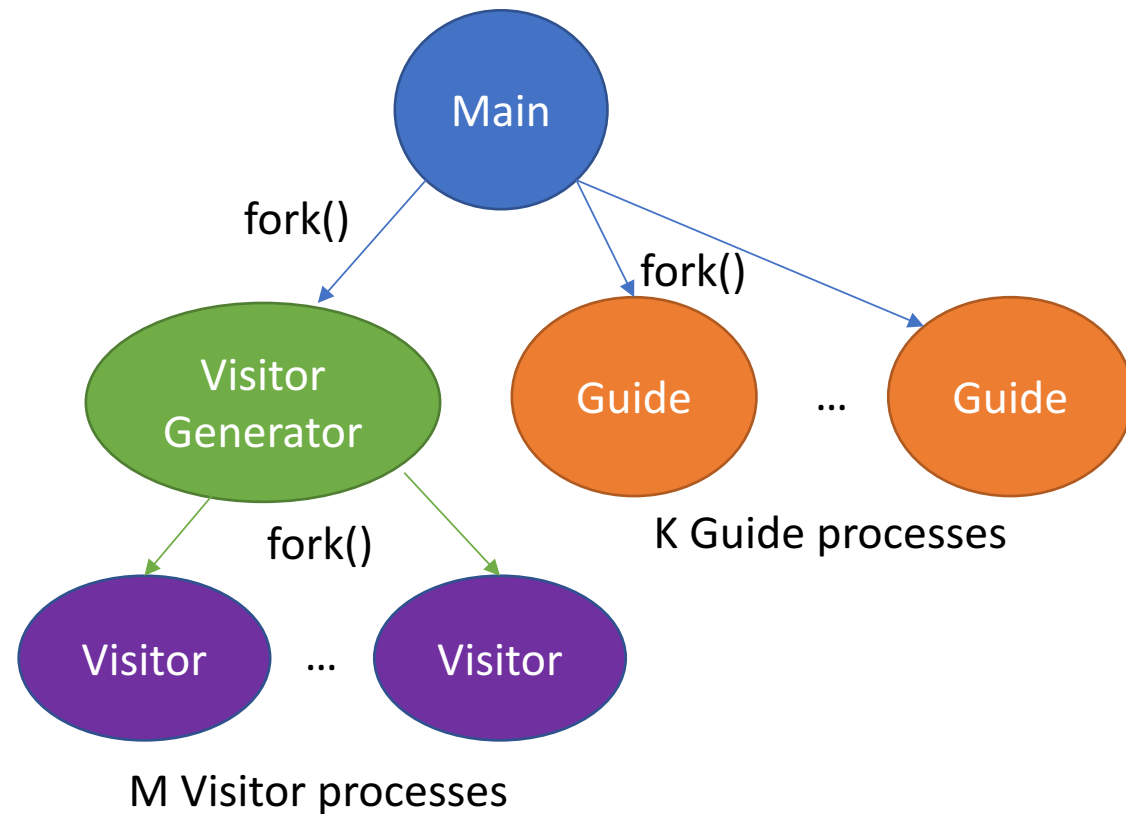 Main
fork()
fork()
Visitor
Generator
Guide
...
Guide
fork()
K Guide processes
Visitor
...
Visitor
M Visitor processes